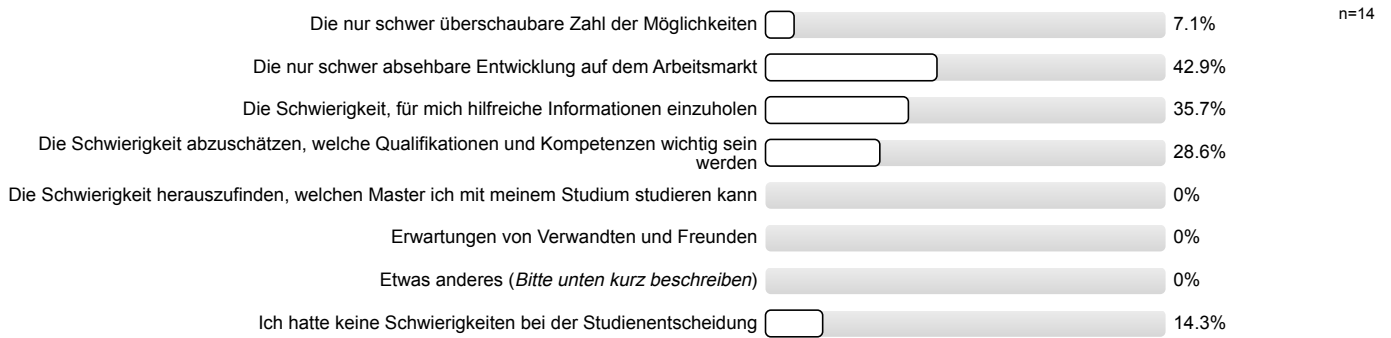 n=14
Die nur schwer überschaubare Zahl der Möglichkeiten 7.1%
Die nur schwer absehbare Entwicklung auf dem Arbeitsmarkt 42.9%
Die Schwierigkeit, für mich hilfreiche Informationen einzuholen 35.7%
Die Schwierigkeit abzuschätzen, welche Qualifikationen und Kompetenzen wichtig sein
werden 28.6%
Die Schwierigkeit herauszufinden, welchen Master ich mit meinem Studium studieren kann 0%
Erwartungen von Verwandten und Freunden 0%
Etwas anderes (Bitte unten kurz beschreiben) 0%
Ich hatte keine Schwierigkeiten bei der Studienentscheidung 14.3%